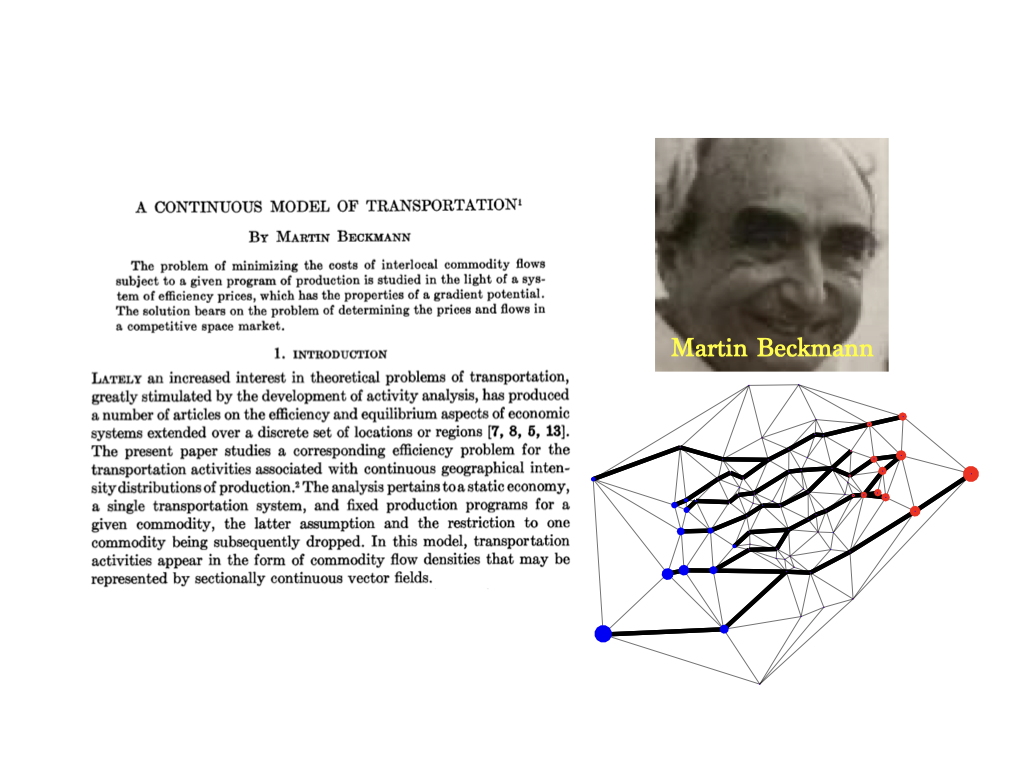 A CONTINUOUS MODEL OF TRANSPORTATION¹
By Martin Beckmann
The problem of minimizing the costs of interlocal commodity flows
subject to a given program of production is studied in the light of a sys-
tem of efficiency prices, which has the properties of a gradient potential.
The solution bears on the problem of determining the prices and flows in
a competitive space market.
1. INTRODUCTION
LATELY an increased interest in theoretical problems of transportation,
greatly stimulated by the development of activity analysis, has produced
a number of articles on the efficiency and equilibrium aspects of economic
systems extended over a discrete set of locations or regions [7, 8, 5, 13].
The present paper studies a corresponding efficiency problem for the
transportation activities associated with continuous geographical inten-
sity distributions of production.² The analysis pertains to a static economy,
a single transportation system, and fixed production programs for a
given commodity, the latter assumption and the restriction to one
commodity being subsequently dropped. In this model, transportation
activities appear in the form of commodity flow densities that may be
represented by sectionally continuous vector fields.
Martin Beckmann